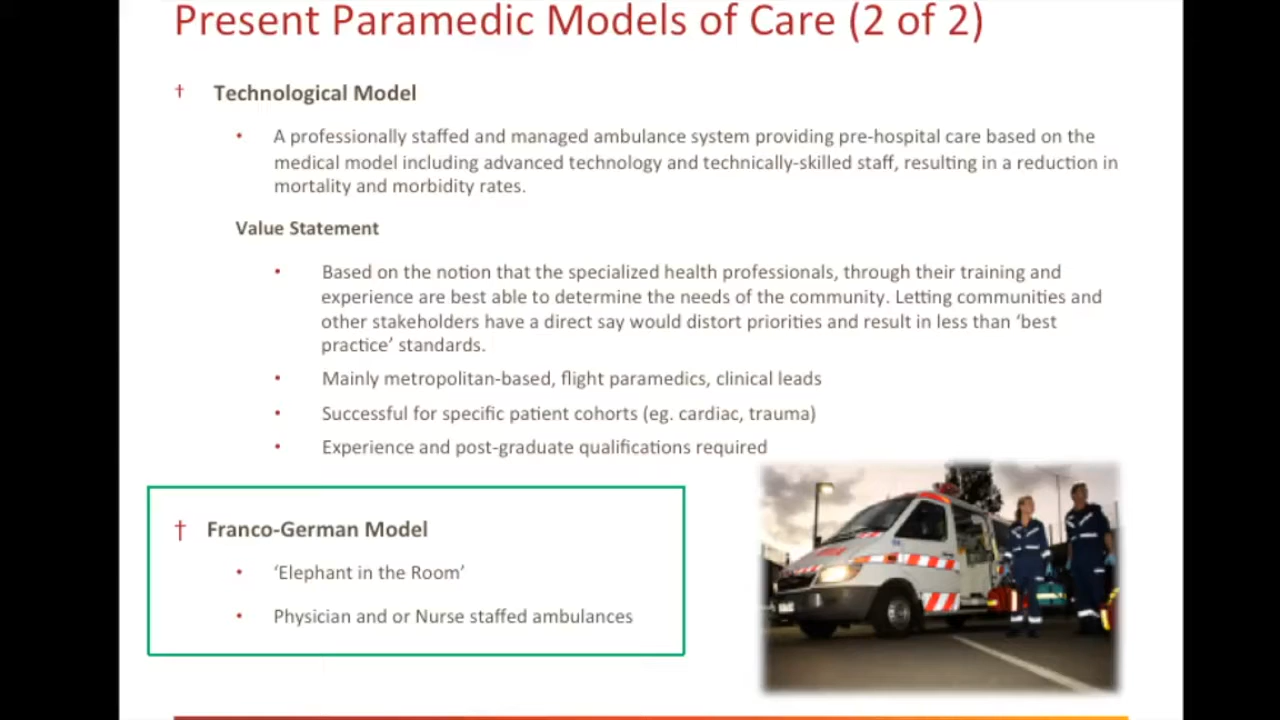 Present Paramedic Models of Care (2 of 2)
† Technological Model
• A professionally staffed and managed ambulance system providing pre-hospital care based on the
medical model including advanced technology and technically-skilled staff, resulting in a reduction in
mortality and morbidity rates.
Value Statement
• Based on the notion that the specialized health professionals, through their training and
experience are best able to determine the needs of the community. Letting communities and
other stakeholders have a direct say would distort priorities and result in less than ‘best
practice’ standards.
• Mainly metropolitan-based, flight paramedics, clinical leads
• Successful for specific patient cohorts (eg. cardiac, trauma)
• Experience and post-graduate qualifications required
† Franco-German Model
• ‘Elephant in the Room’
• Physician and or Nurse staffed ambulances